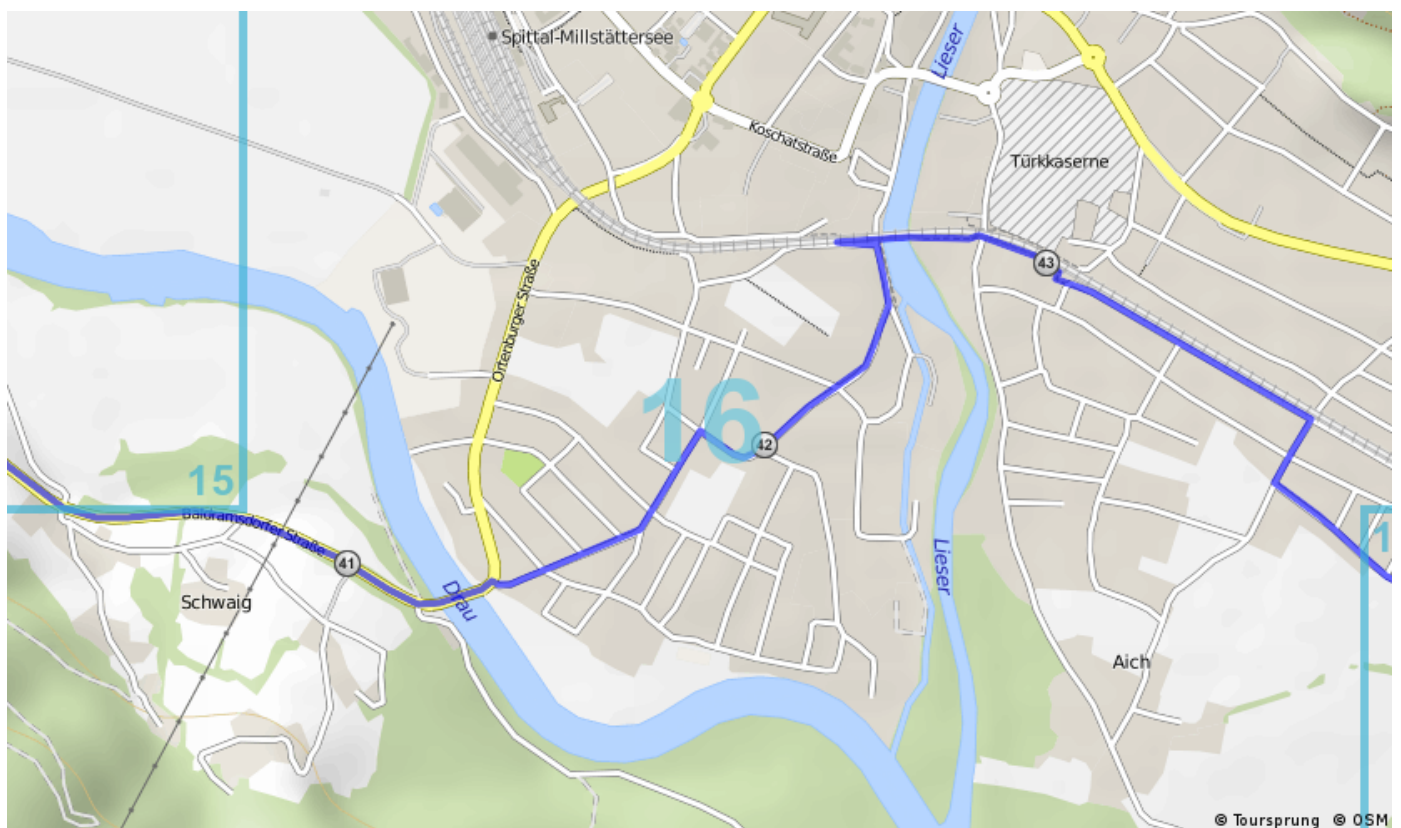 Spittal-Millstättersee
Lieser
Koschatstraße
Türkkaserne
43
Ortenburger Straße
16
42
15
Baldramsdorfer Straße
41
Schwaig
Drau
Lieser
1
Aich
© Toursprung © OSM